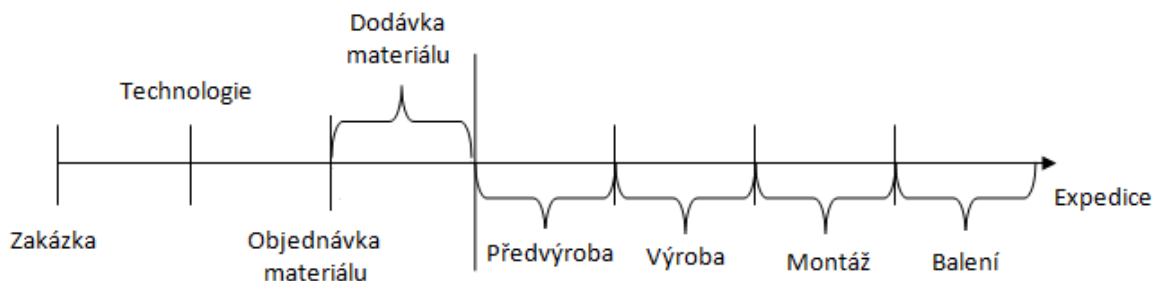 Dodávka
materiálu
Technologie
Zakázka
Objednávka
materiálu
Předvýroba
Výroba
Montáž
Balení
Expedice